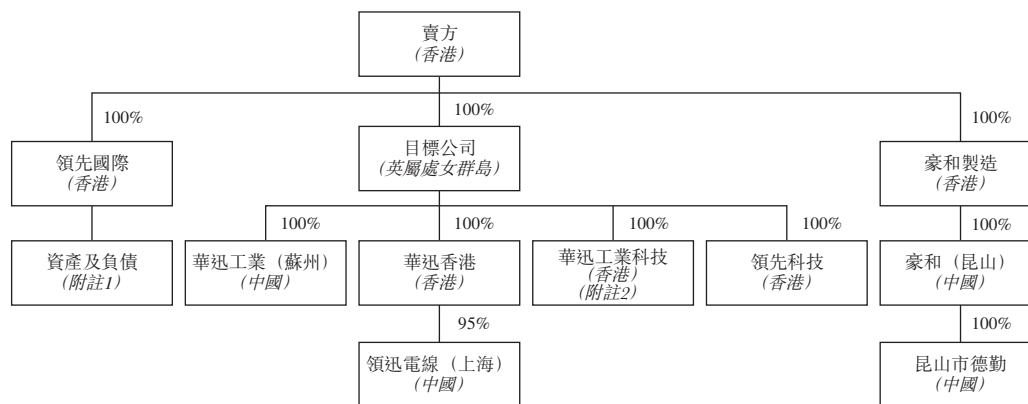 賣方
(香港)
100%
100%
100%
領先國際
(香港)
目標公司
(英屬處女群島)
豪和製造
(香港)
100%
100%
100%
100%
100%
資產及負債
(附註1)
華迅工業（蘇州）
(中國)
華迅香港
(香港)
華迅工業科技
(香港)
(附註2)
領先科技
(香港)
豪和（昆山）
(中國)
95%
100%
領迅電線（上海）
(中國)
昆山市德勤
(中國)